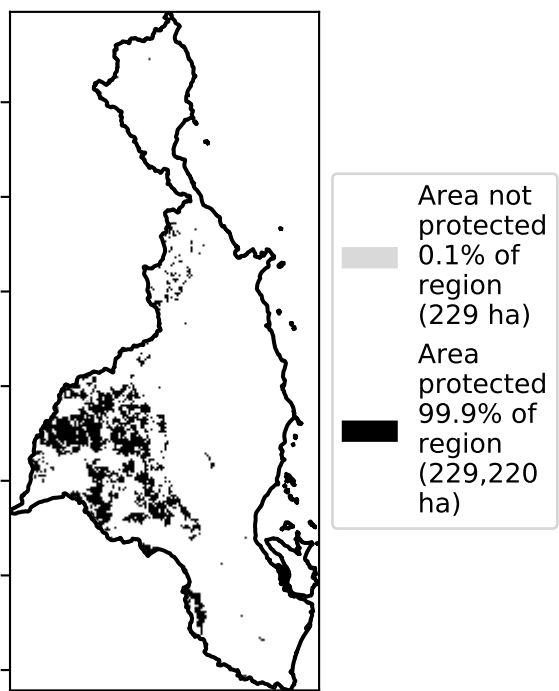 Area not
protected
0.1% of
region
(229 ha)
Area
protected
99.9% of
region
(229,220
ha)